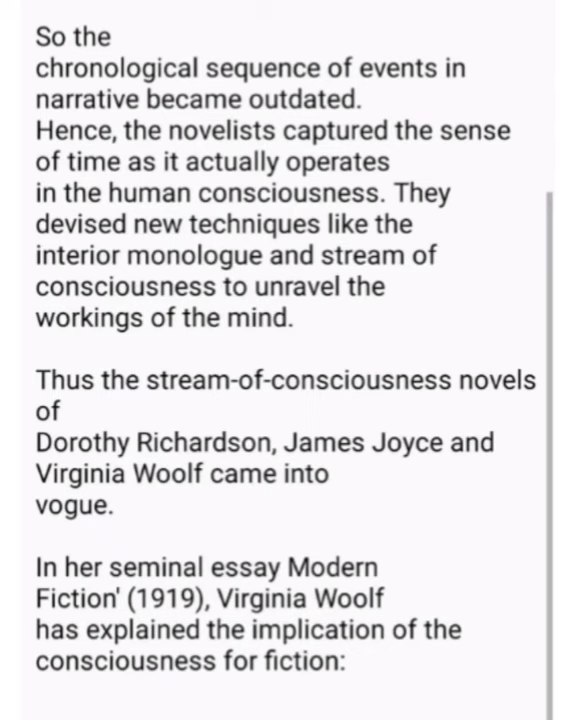 So the
chronological sequence of events in
narrative became outdated.
Hence, the novelists captured the sense
of time as it actually operates
in the human consciousness. They
devised new techniques like the
interior monologue and stream of
consciousness to unravel the
workings of the mind.
Thus the stream-of-consciousness novels
of
Dorothy Richardson, James Joyce and
Virginia Woolf came into
vogue.
In her seminal essay Modern
Fiction' (1919), Virginia Woolf
has explained the implication of the
consciousness for fiction: